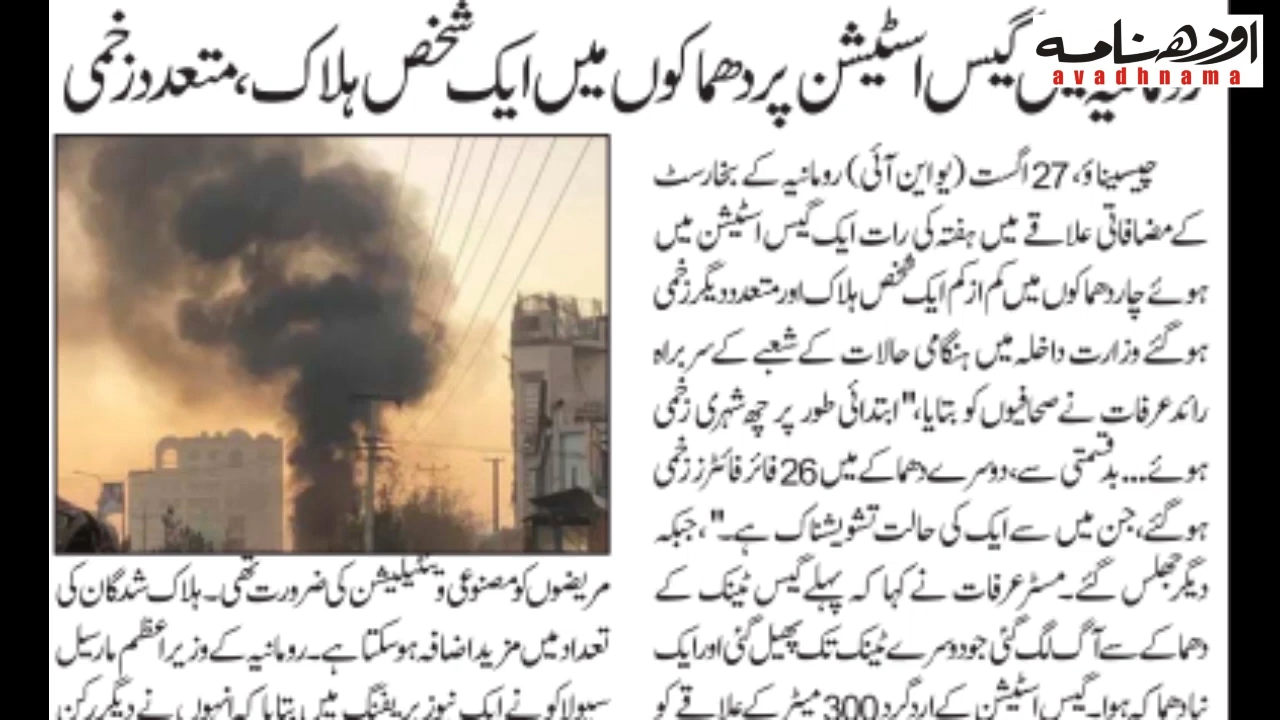 اودھ نامہ
avadhnama
گیس اسٹیشن پر دھماکوں میں ایک شخص ہلاک، متعدد زخمی
چیسیناؤ، 27 اگست (یو این آئی) رومانیہ کے بخارسٹ
کے مضافاتی علاقے میں ہفتہ کی رات ایک گیس اسٹیشن میں
ہوئے چار دھماکوں میں کم از کم ایک شخص ہلاک اور متعدد دیگر زخمی
ہو گئے وزارت داخلہ میں ہنگامی حالات کے شعبے کے سربراہ
رائد عرفات نے صحافیوں کو بتایا، "ابتدائی طور پر چھ شہری زخمی
ہوئے... بدقسمتی سے، دوسرے دھماکے میں 26 فائر فائٹرز زخمی
ہو گئے، جن میں سے ایک کی حالت تشویشناک ہے۔"، جبکہ
دیگر جھلس گئے۔ مسٹر عرفات نے کہا کہ پہلے گیس ٹینک کے
دھماکے سے آگ لگ گئی جو دوسرے ٹینک تک پھیل گئی اور ایک
نیا دھماکہ ہوا۔ گیس اسٹیشن کے ارد گرد 300 میٹر کے علاقے کو
مریضوں کو مصنوعی وینٹیلیشن کی ضرورت تھی۔ ہلاک شدگان کی
تعداد میں مزید اضافہ ہو سکتا ہے۔ رومانیہ کے وزیر اعظم مارسیل
سیولاکو نے ایک نیوز بریفنگ میں بتایا کہ انہوں نے دیگر رکن